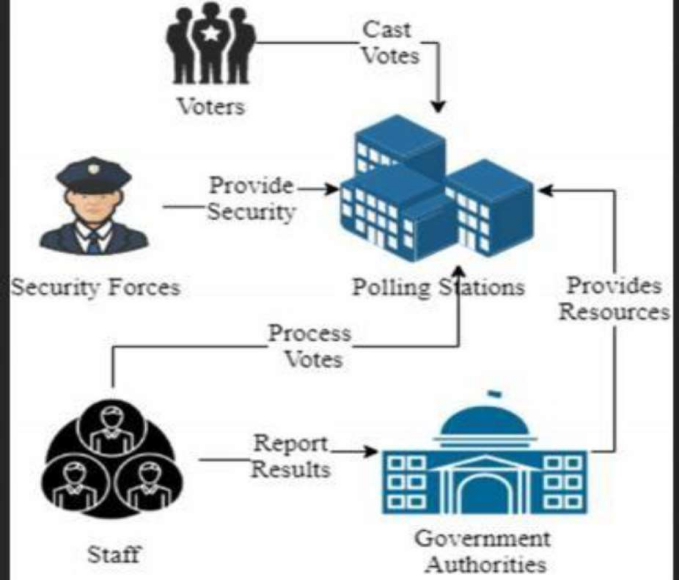 Cast
Votes
Voters
Provide
Security
Security Forces
Polling Stations
Provides
Resources
Process
Votes
Report
Results
Staff
Government
Authorities